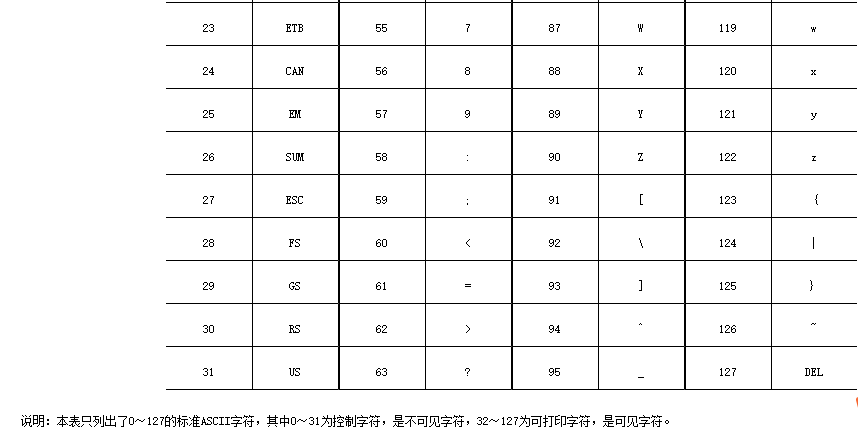 23 ETB 55 7 87 W 119 w
24 CAN 56 8 88 X 120 x
25 EM 57 9 89 Y 121 y
26 SUM 58 : 90 Z 122 z
27 ESC 59 ; 91 [ 123 {
28 FS 60 < 92 \ 124 |
29 GS 61 = 93 ] 125 }
30 RS 62 > 94 ^ 126 ~
31 US 63 ? 95 _ 127 DEL
说明：本表只列出了0～127的标准ASCII字符，其中0～31为控制字符，是不可见字符，32～127为可打印字符，是可见字符。